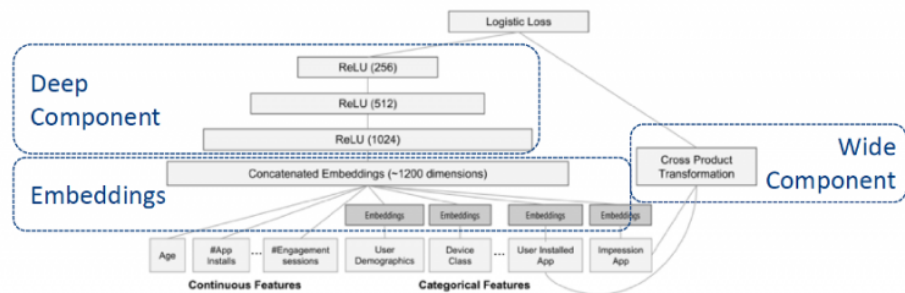 Logistic Loss
Deep
Component
ReLU (256)
ReLU (512)
ReLU (1024)
Wide
Component
Cross Product
Transformation
Embeddings
Concatenated Embeddings (~1200 dimensions)
Embeddings
Embeddings
Embeddings
Embeddings
Age
#App
Installs
...
#Engagement
sessions
User
Demographics
Device
Class
...
User Installed
App
Impression
App
Continuous Features
Categorical Features